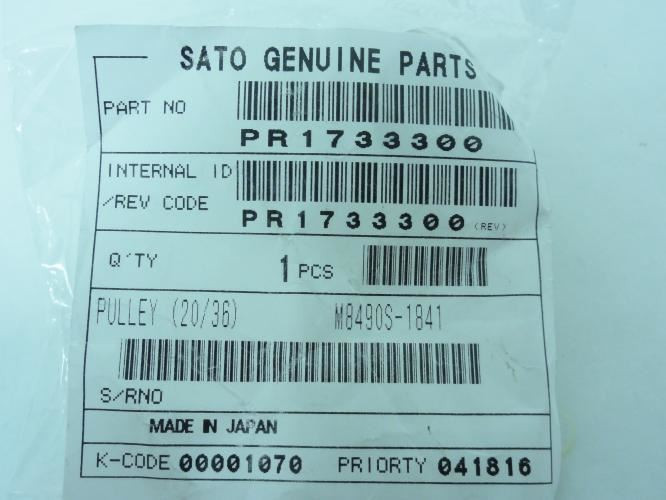 SATO GENUINE PARTS
PART NO
PR1733300
INTERNAL ID
/REV CODE
PR1733300 (REV)
Q'TY 1 PCS
PULLEY (20/36) M8490S-1841
S/RNO
MADE IN JAPAN
K-CODE 00001070 PRIORTY 041816